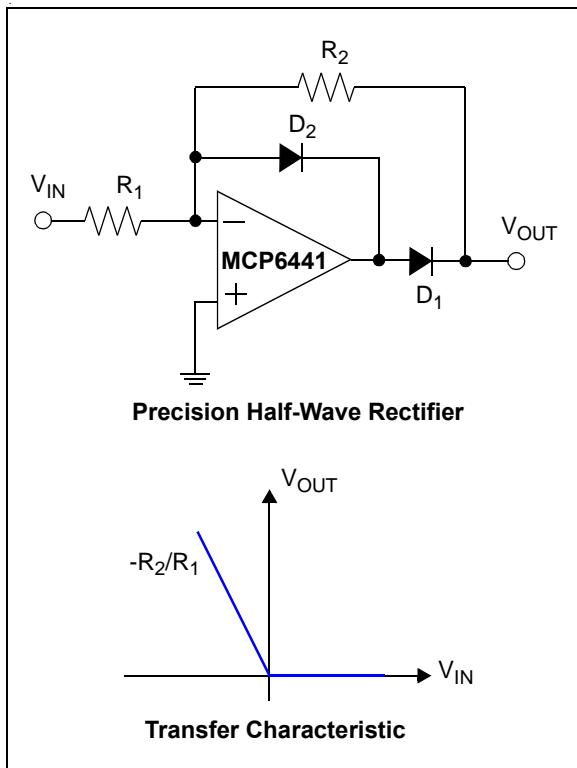 R2
D2
VIN
R1
−
VOUT
MCP6441
+
D1
Precision Half-Wave Rectifier
VOUT
-R2/R1
VIN
Transfer Characteristic